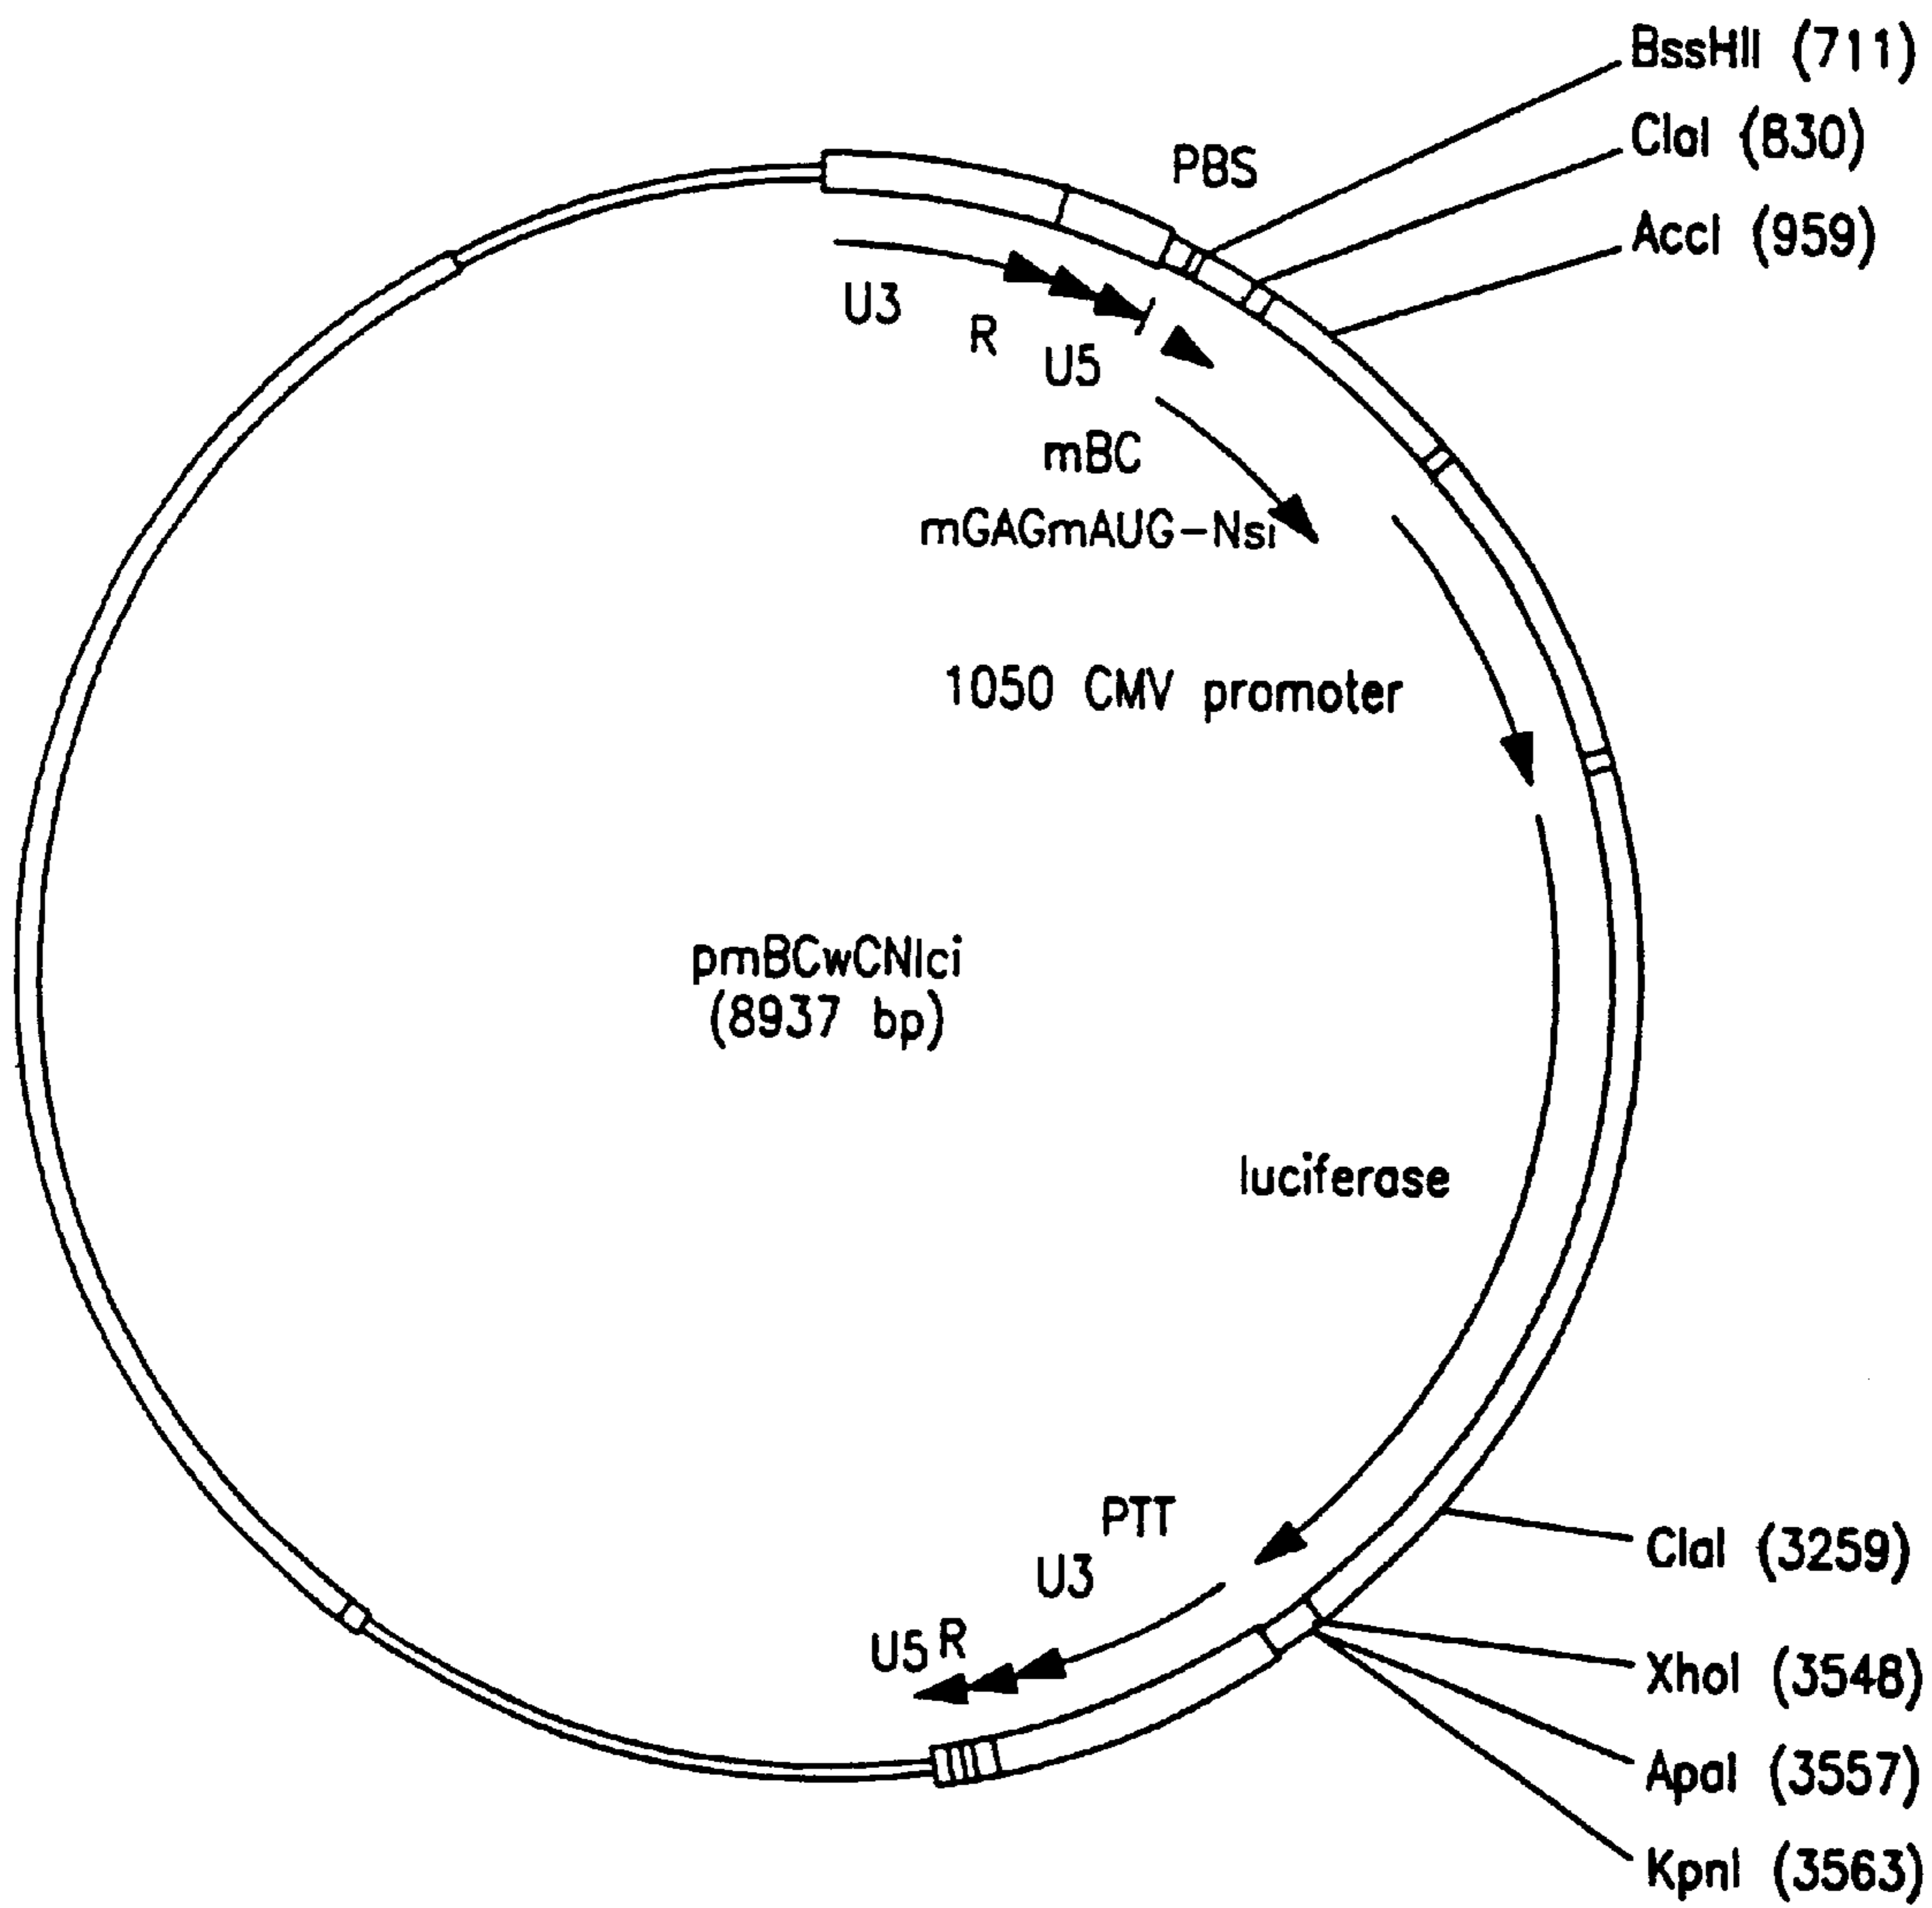 BssHII (711)
ClaI (830)
AccI (959)
PBS
U3
R
U5
mBC
mGAGmAUG-Nsi
1050 CMV promoter
pmBCwCNlci
(8937 bp)
luciferase
PTT
U3
R
U5
ClaI (3259)
XhoI (3548)
ApaI (3557)
KpnI (3563)